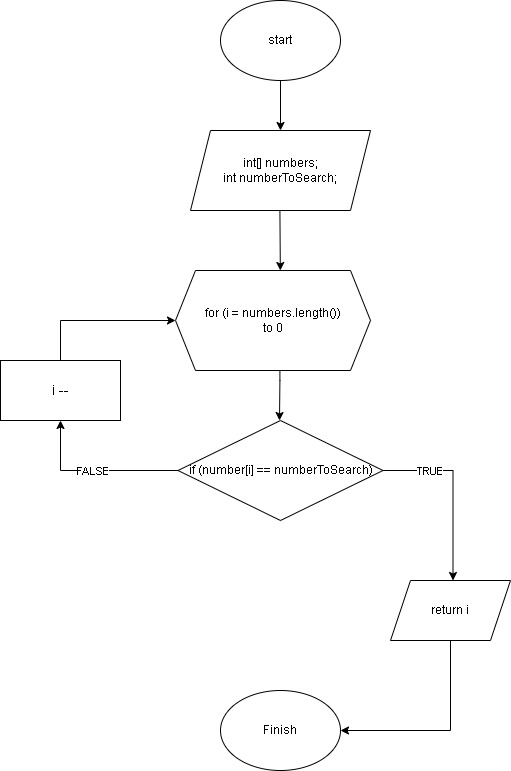 start
int[] numbers;
int numberToSearch;
for (i = numbers.length())
to 0
i --
if (number[i] == numberToSearch)
FALSE
TRUE
return i
Finish